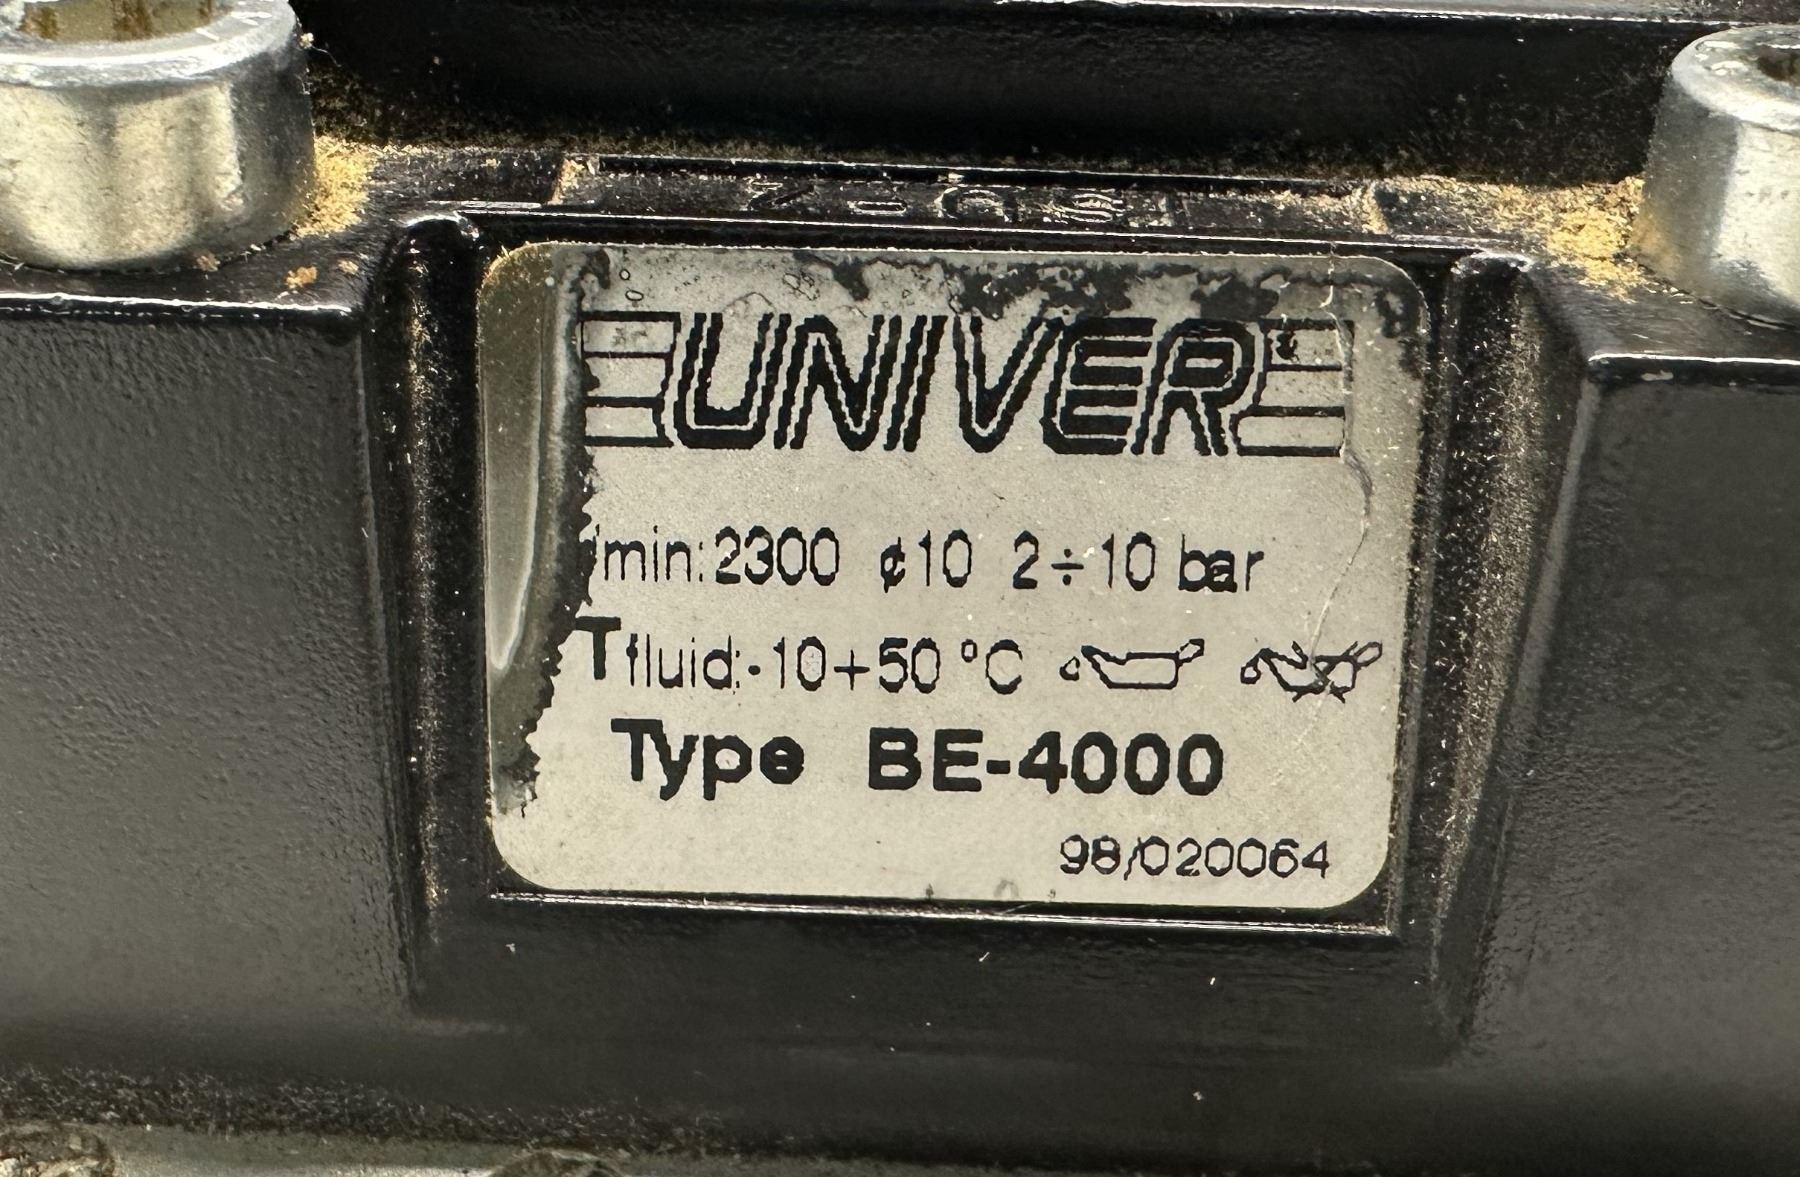 UNIVER
/min:2300 ¢10 2÷10 bar
Tfluid:-10+50 °C
Type BE-4000
98/020064